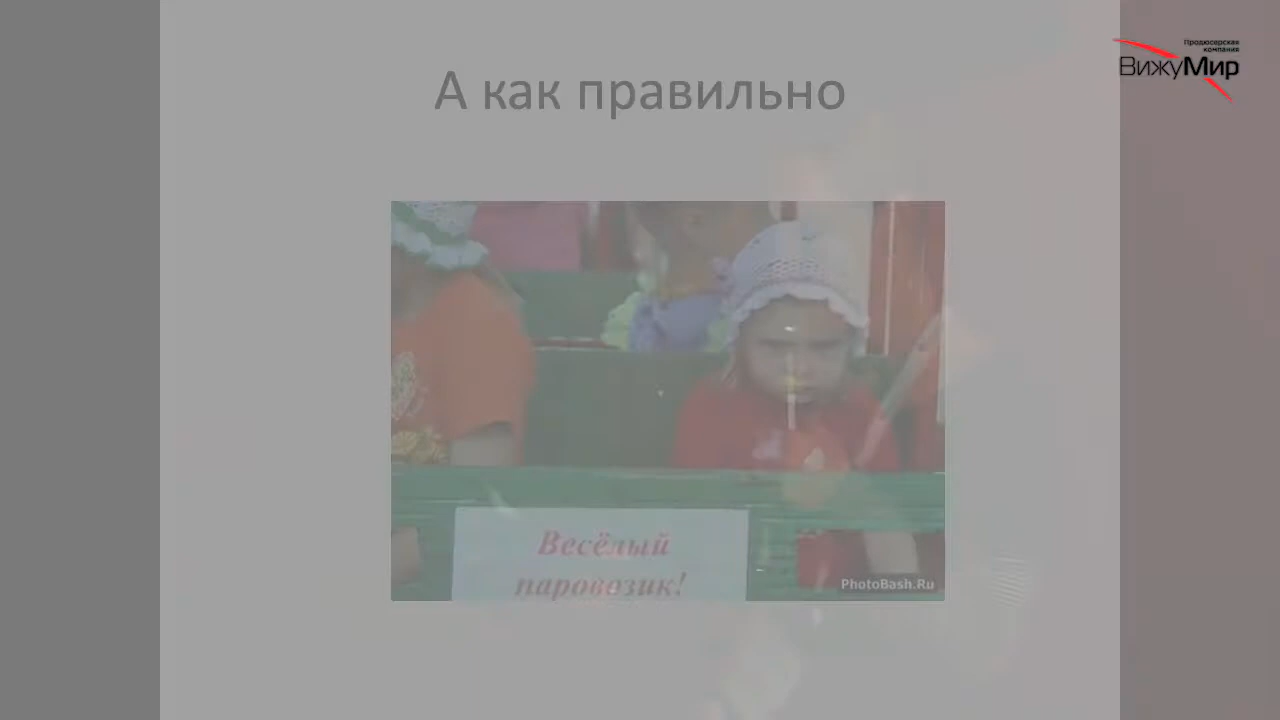 Продюсерская
компания
ВижуМир
А как правильно
Весёлый
паровозик!
PhotoBash.Ru